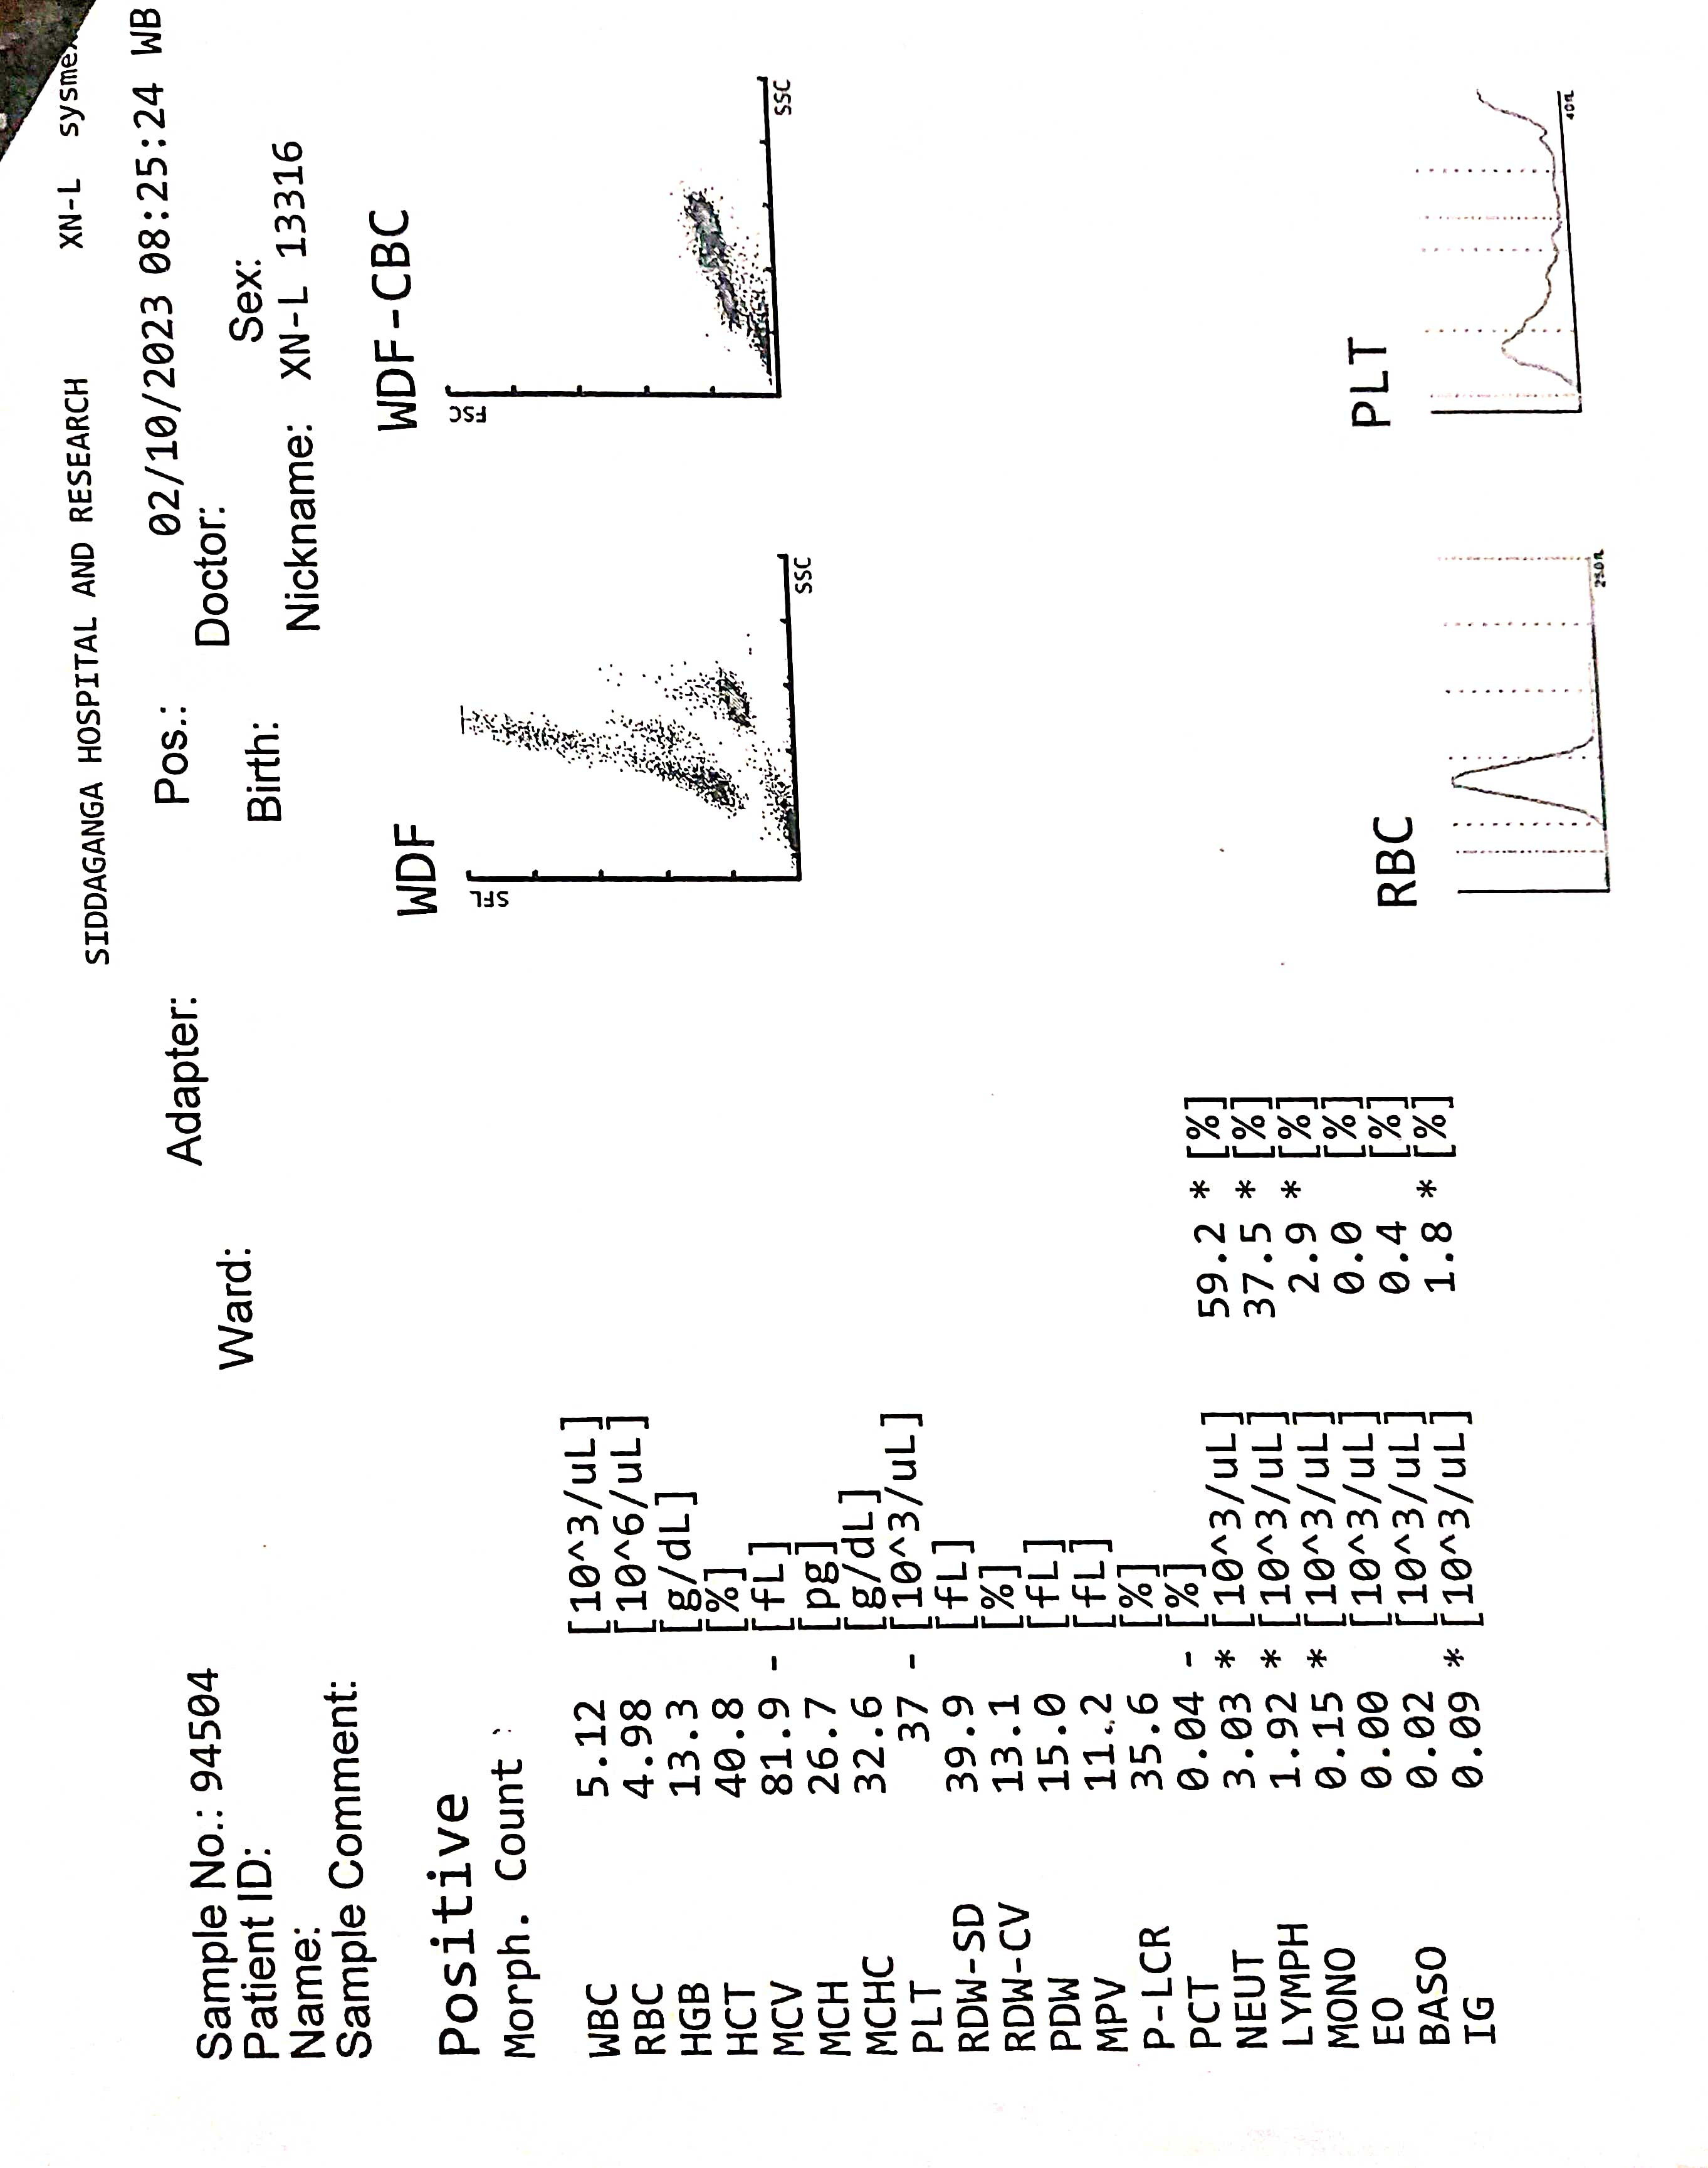 SIDDAGANGA HOSPITAL AND RESEARCH XN-L
Sample No.: 94504 Adapter: Pos.: 02/10/2023 08:25:24 WB
Patient ID: Ward: Doctor:
Name: Birth: Sex:
Sample Comment: Nickname: XN-L 13316
Positive
Morph. Count
WDF
SFL
SSC
WDF-CBC
FSC
SSC
WBC 5.12 [10^3/uL]
RBC 4.98 [10^6/uL]
HGB 13.3 [g/dL]
HCT 40.8 [%]
MCV 81.9 - [fL]
MCH 26.7 [pg]
MCHC 32.6 [g/dL]
PLT 37 - [10^3/uL]
RDW-SD 39.9 [fL]
RDW-CV 13.1 [%]
PDW 15.0 [fL]
MPV 11.2 [fL]
P-LCR 35.6 [%]
PCT 0.04 - [%]
NEUT 3.03 * [10^3/uL] 59.2 * [%]
LYMPH 1.92 * [10^3/uL] 37.5 * [%]
MONO 0.15 * [10^3/uL] 2.9 * [%]
EO 0.00 [10^3/uL] 0.0 [%]
BASO 0.02 [10^3/uL] 0.4 [%]
IG 0.09 * [10^3/uL] 1.8 * [%]
RBC
PLT